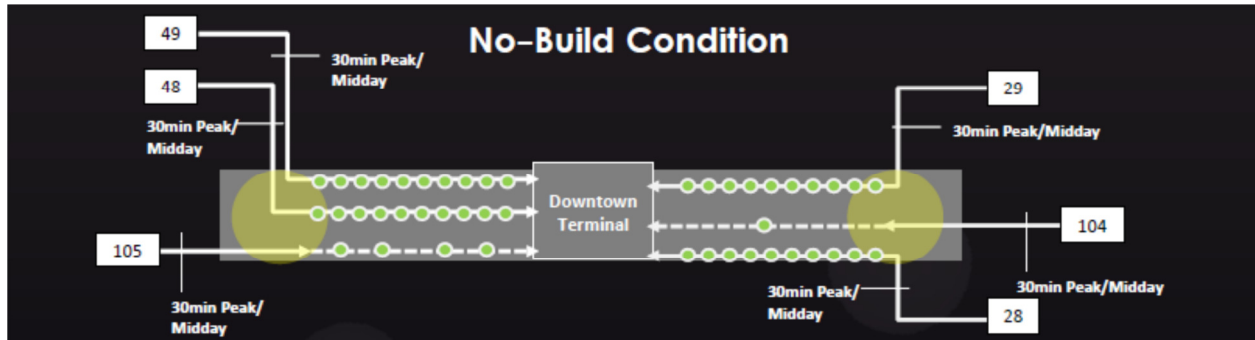 No-Build Condition
49
30min Peak/
Midday
48
30min Peak/
Midday
29
30min Peak/Midday
Downtown
Terminal
105
30min Peak/
Midday
104
30min Peak/Midday
30min Peak/
Midday
28